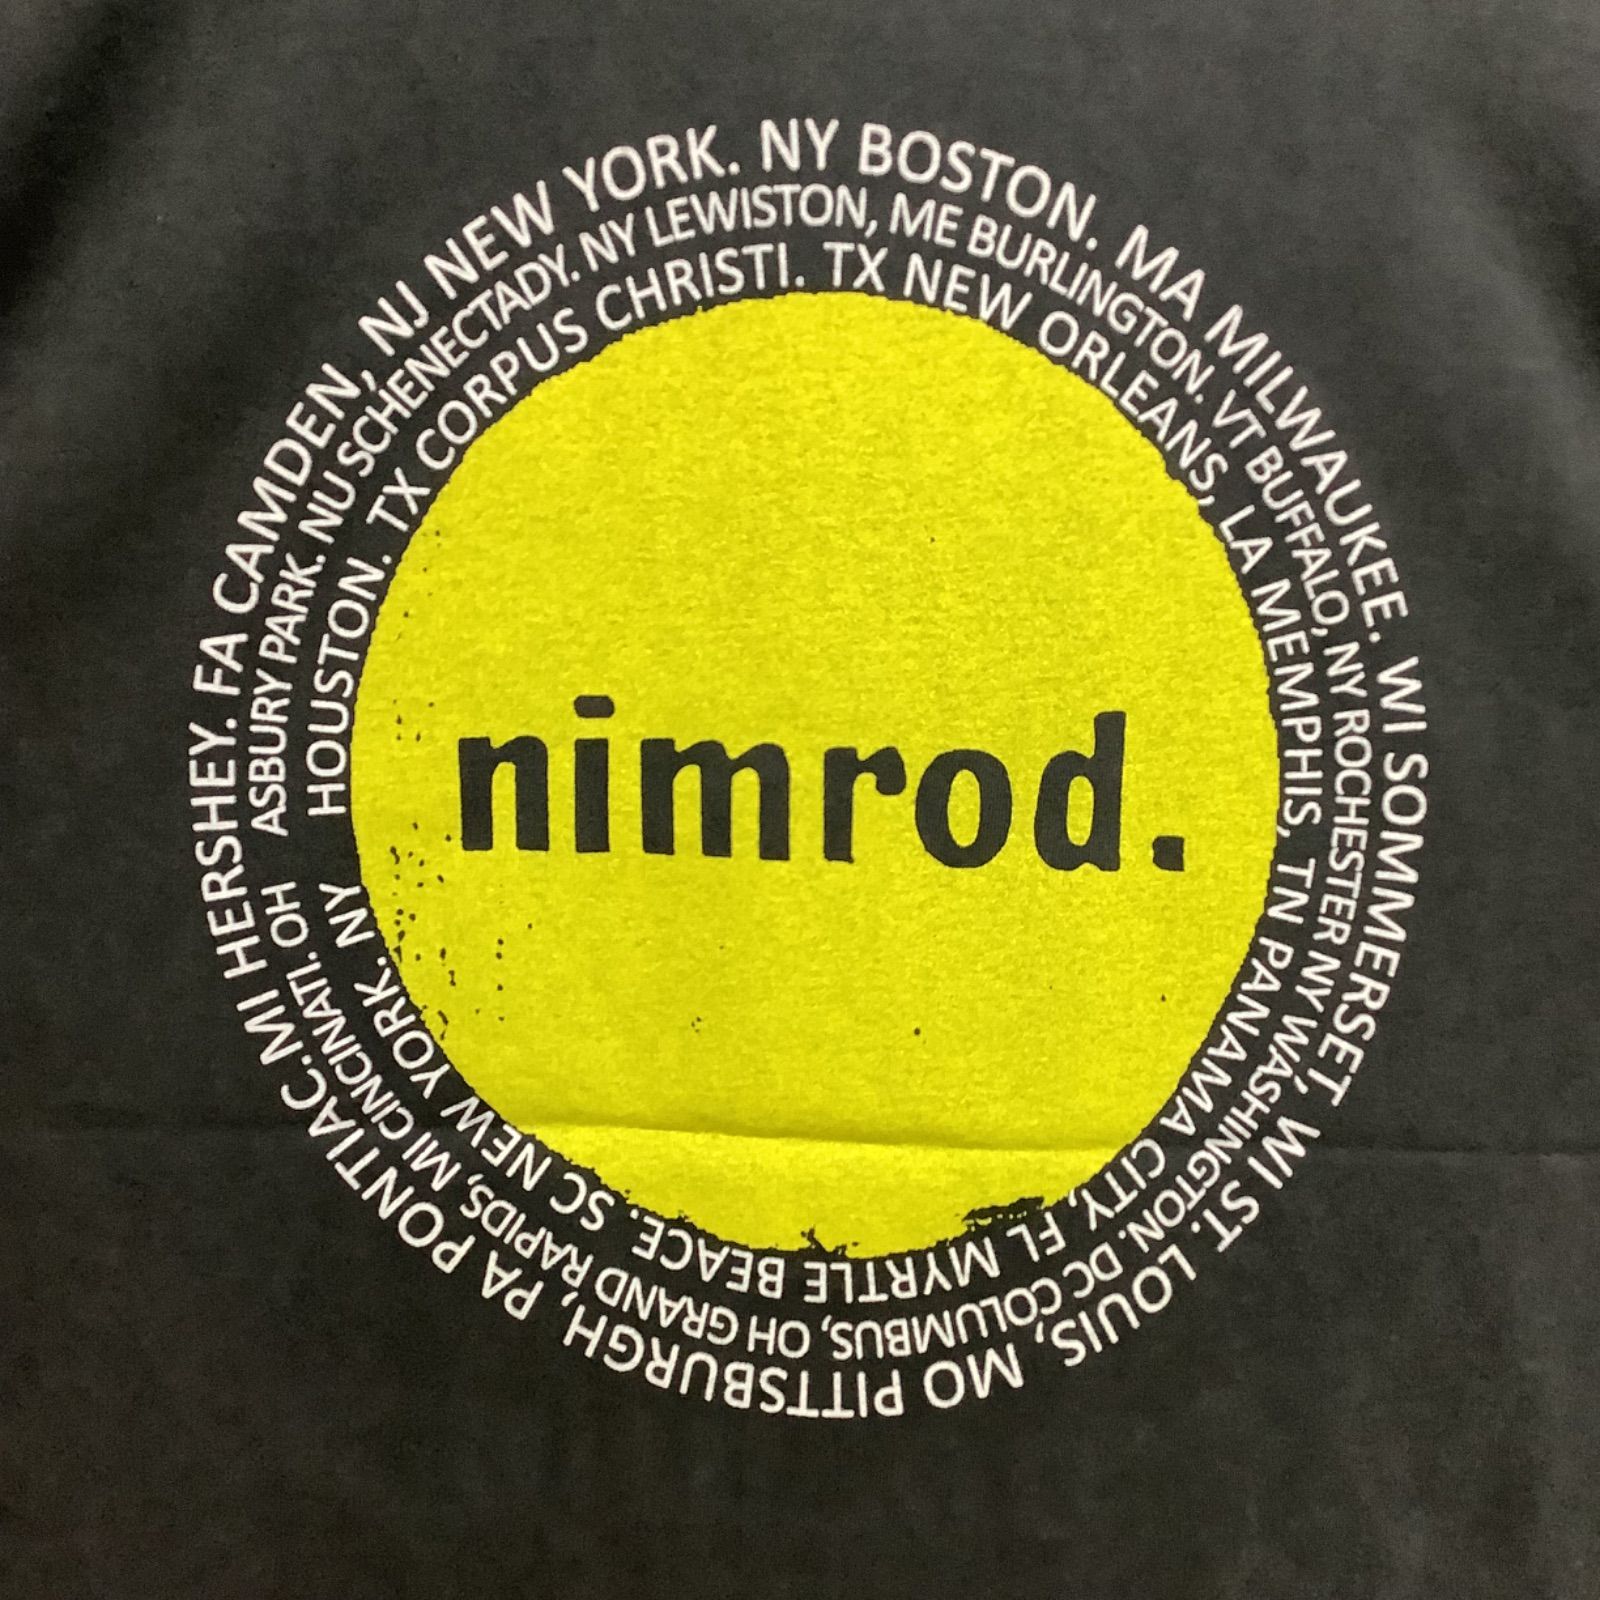 HERSHEY. FA CAMDEN, NJ NEW YORK. NY BOSTON. MA MILWAUKEE. WI SOMMERSET, WI ST. LOUIS, MO PITTSBURGH, PA PONTIAC. MI
ASBURY PARK. NU SCHENECTADY. NY LEWISTON, ME BURLINGTON. VT BUFFALO, NY ROCHESTER NY WASHINGTON. DC COLUMBUS, OH GRAND RAPIDS, MI CINCINATI. OH
HOUSTON. TX CORPUS CHRISTI. TX NEW ORLEANS, LA MEMPHIS, TN PANAMA CITY, FL MYRTLE BEACE. SC NEW YORK. NY
nimrod.